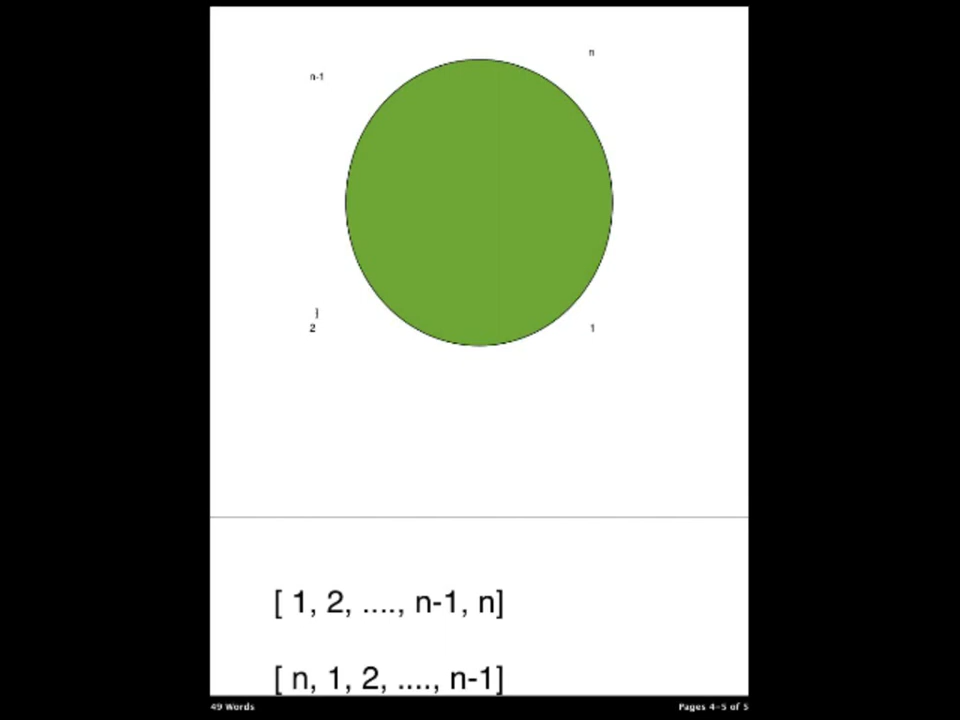 n
n-1
}
2
1
[ 1, 2, ...., n-1, n]
[ n, 1, 2, ...., n-1]
49 Words
Pages 4-5 of 5